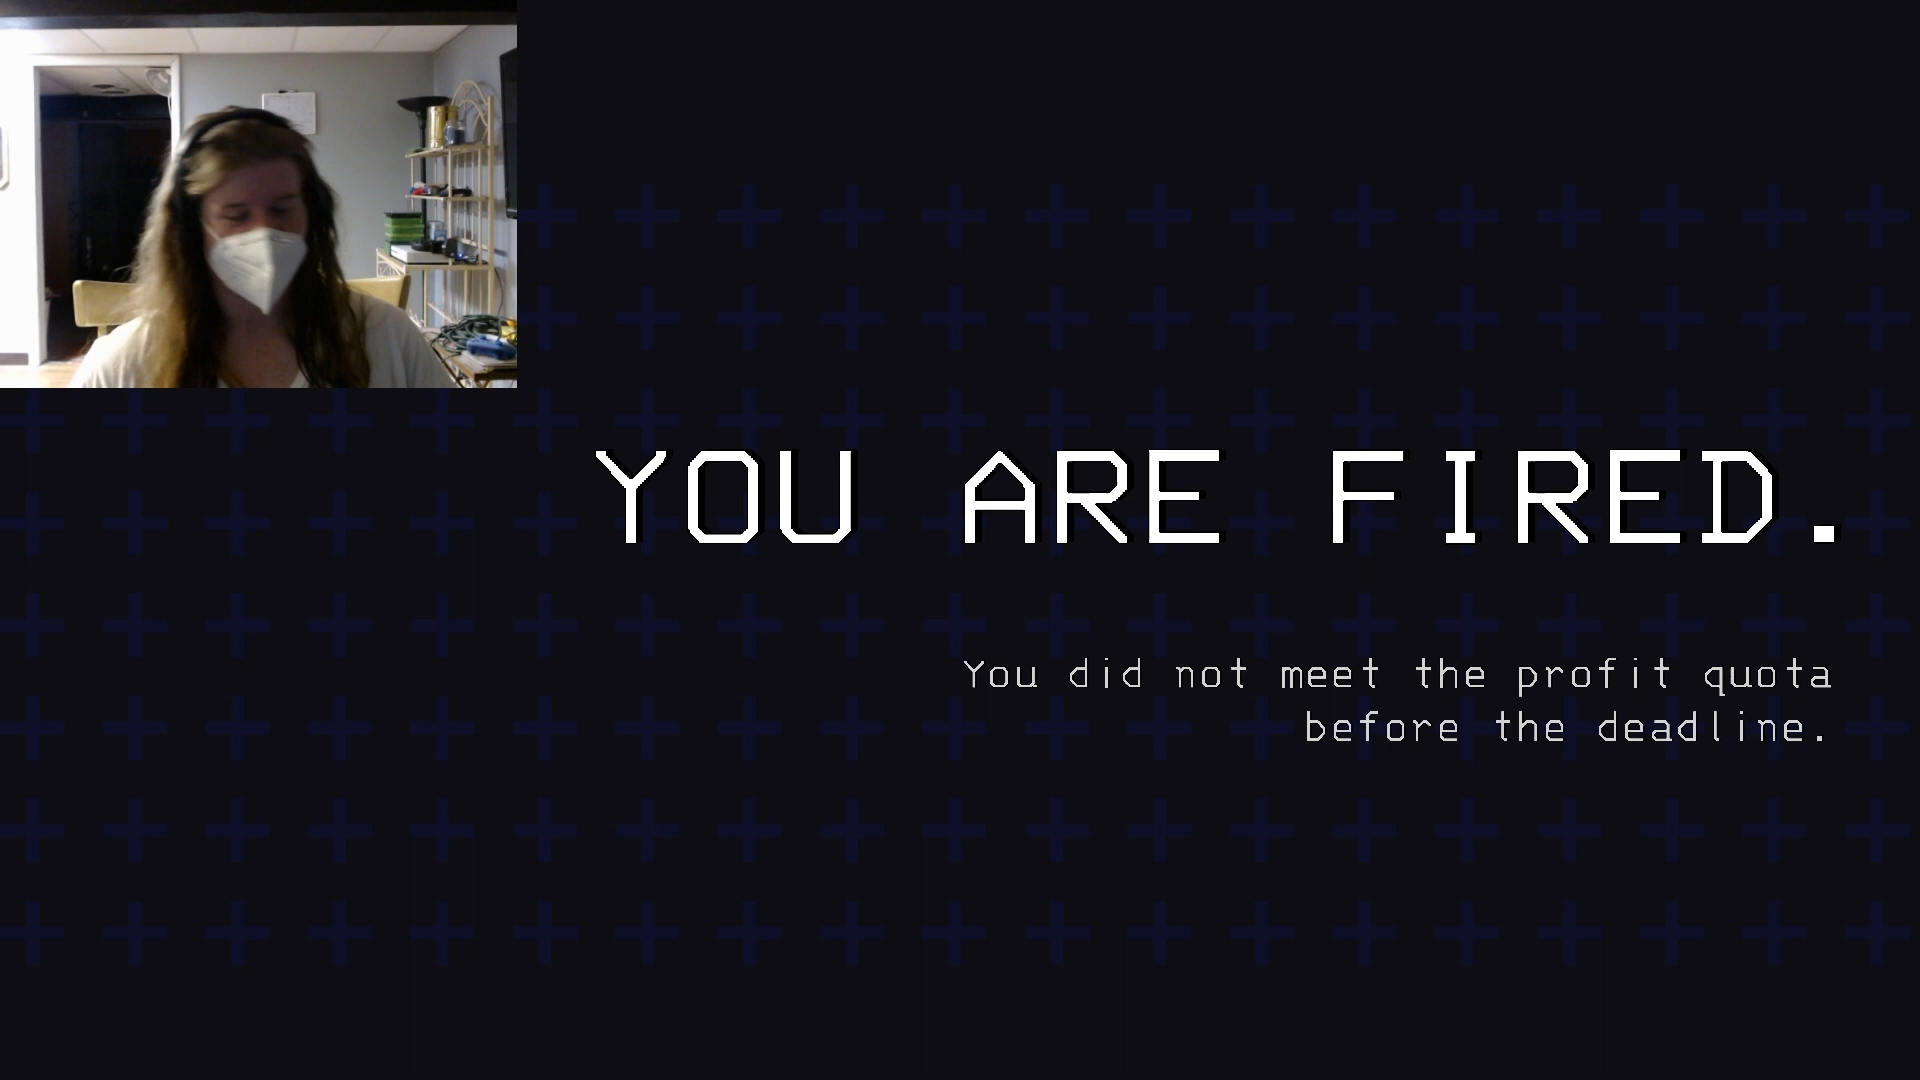 YOU ARE FIRED.
You did not meet the profit quota
before the deadline.